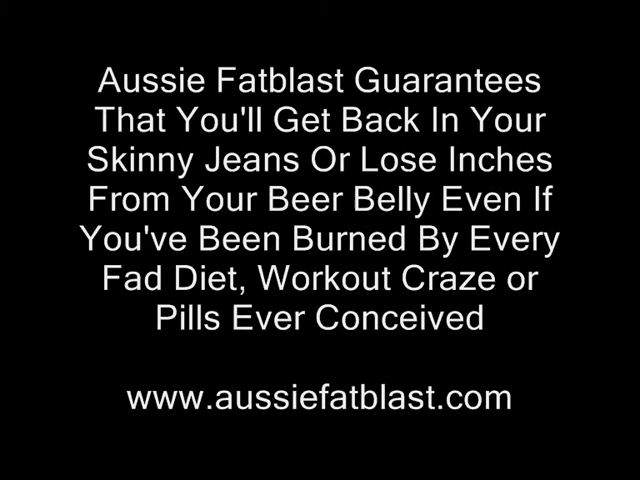 Aussie Fatblast Guarantees
That You'll Get Back In Your
Skinny Jeans Or Lose Inches
From Your Beer Belly Even If
You've Been Burned By Every
Fad Diet, Workout Craze or
Pills Ever Conceived
www.aussiefatblast.com